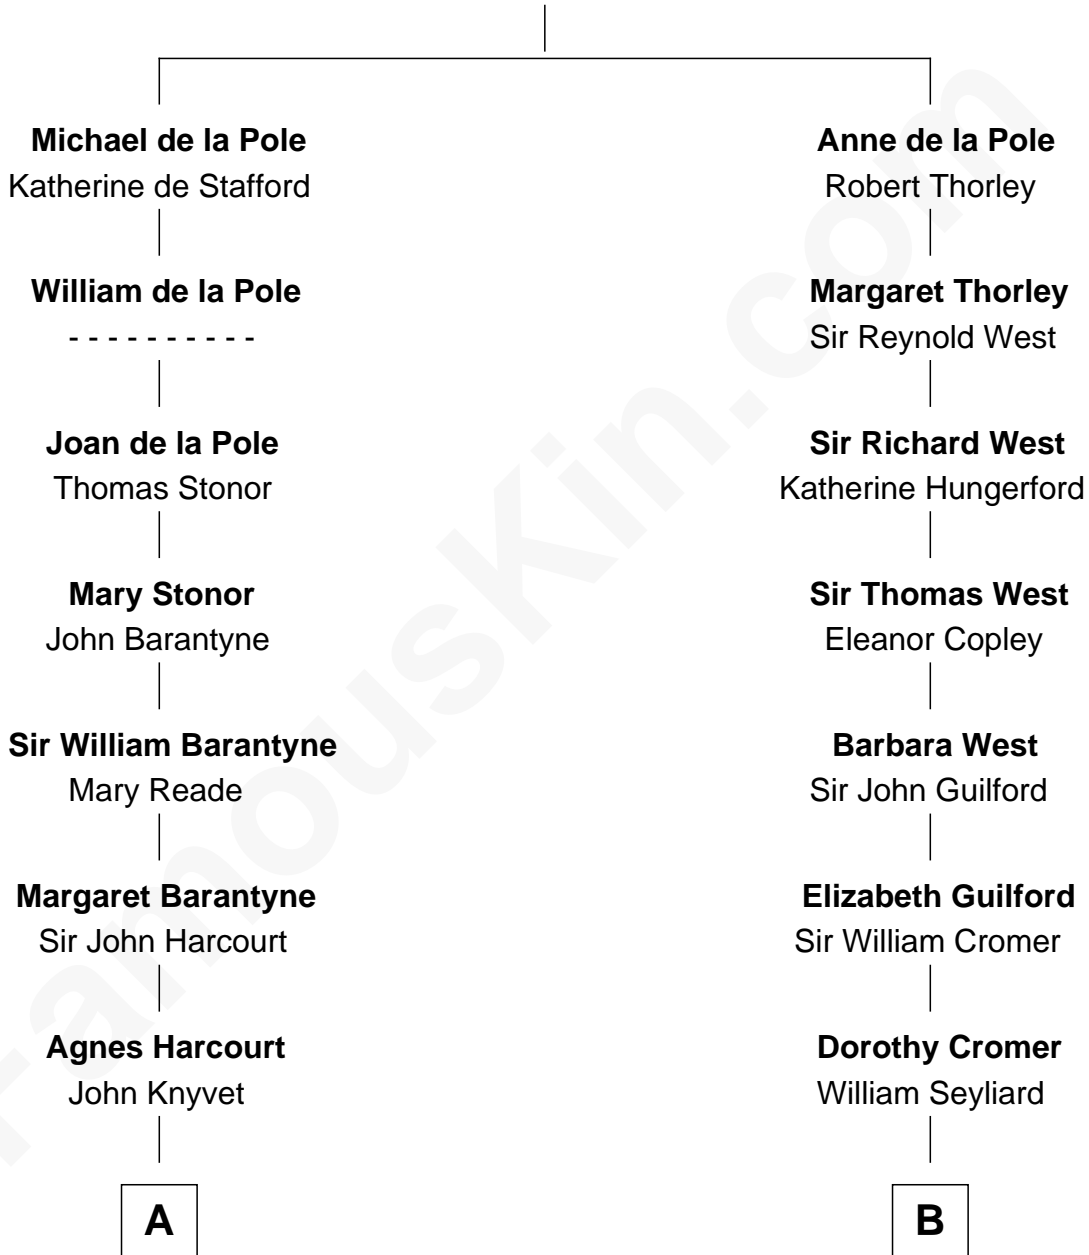 Michael de la Pole
Katherine de Stafford
William de la Pole
- - - - - - - - - -
Joan de la Pole
Thomas Stonor
Mary Stonor
John Barantyne
Sir William Barantyne
Mary Reade
Margaret Barantyne
Sir John Harcourt
Agnes Harcourt
John Knyvet
A
Anne de la Pole
Robert Thorley
Margaret Thorley
Sir Reynold West
Sir Richard West
Katherine Hungerford
Sir Thomas West
Eleanor Copley
Barbara West
Sir John Guilford
Elizabeth Guilford
Sir William Cromer
Dorothy Cromer
William Seyliard
B
FamousKin.com